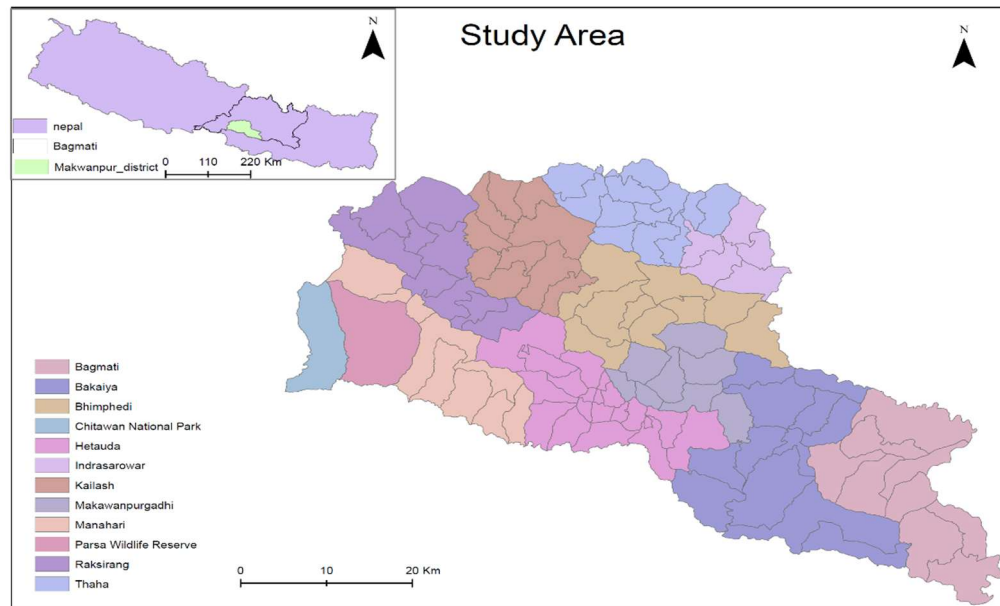 Study Area
N
N
nepal
Bagmati
Makwanpur_district
0 110 220 Km
Bagmati
Bakaiya
Bhimphedi
Chitawan National Park
Hetauda
Indrasarowar
Kailash
Makawanpurgadhi
Manahari
Parsa Wildlife Reserve
Raksirang
Thaha
0 10 20 Km